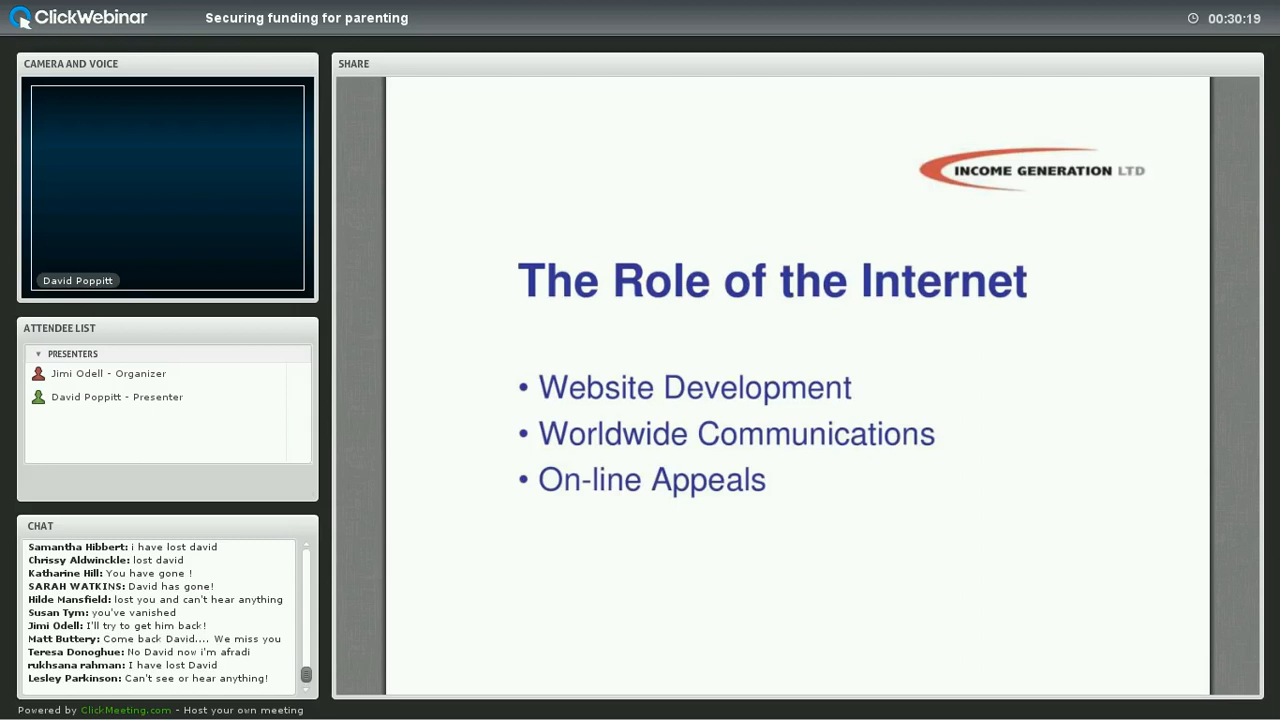 ClickWebinar
Securing funding for parenting
00:30:19
CAMERA AND VOICE
David Poppitt
ATTENDEE LIST
PRESENTERS
Jimi Odell - Organizer
David Poppitt - Presenter
CHAT
Samantha Hibbert: i have lost david
Chrissy Aldwinckle: lost david
Katharine Hill: You have gone !
SARAH WATKINS: David has gone!
Hilde Mansfield: lost you and can't hear anything
Susan Tym: you've vanished
Jimi Odell: I'll try to get him back!
Matt Buttery: Come back David.... We miss you
Teresa Donoghue: No David now i'm afradi
rukhsana rahman: I have lost David
Lesley Parkinson: Can't see or hear anything!
SHARE
INCOME GENERATION LTD
The Role of the Internet
• Website Development
• Worldwide Communications
• On-line Appeals
Powered by ClickMeeting.com - Host your own meeting